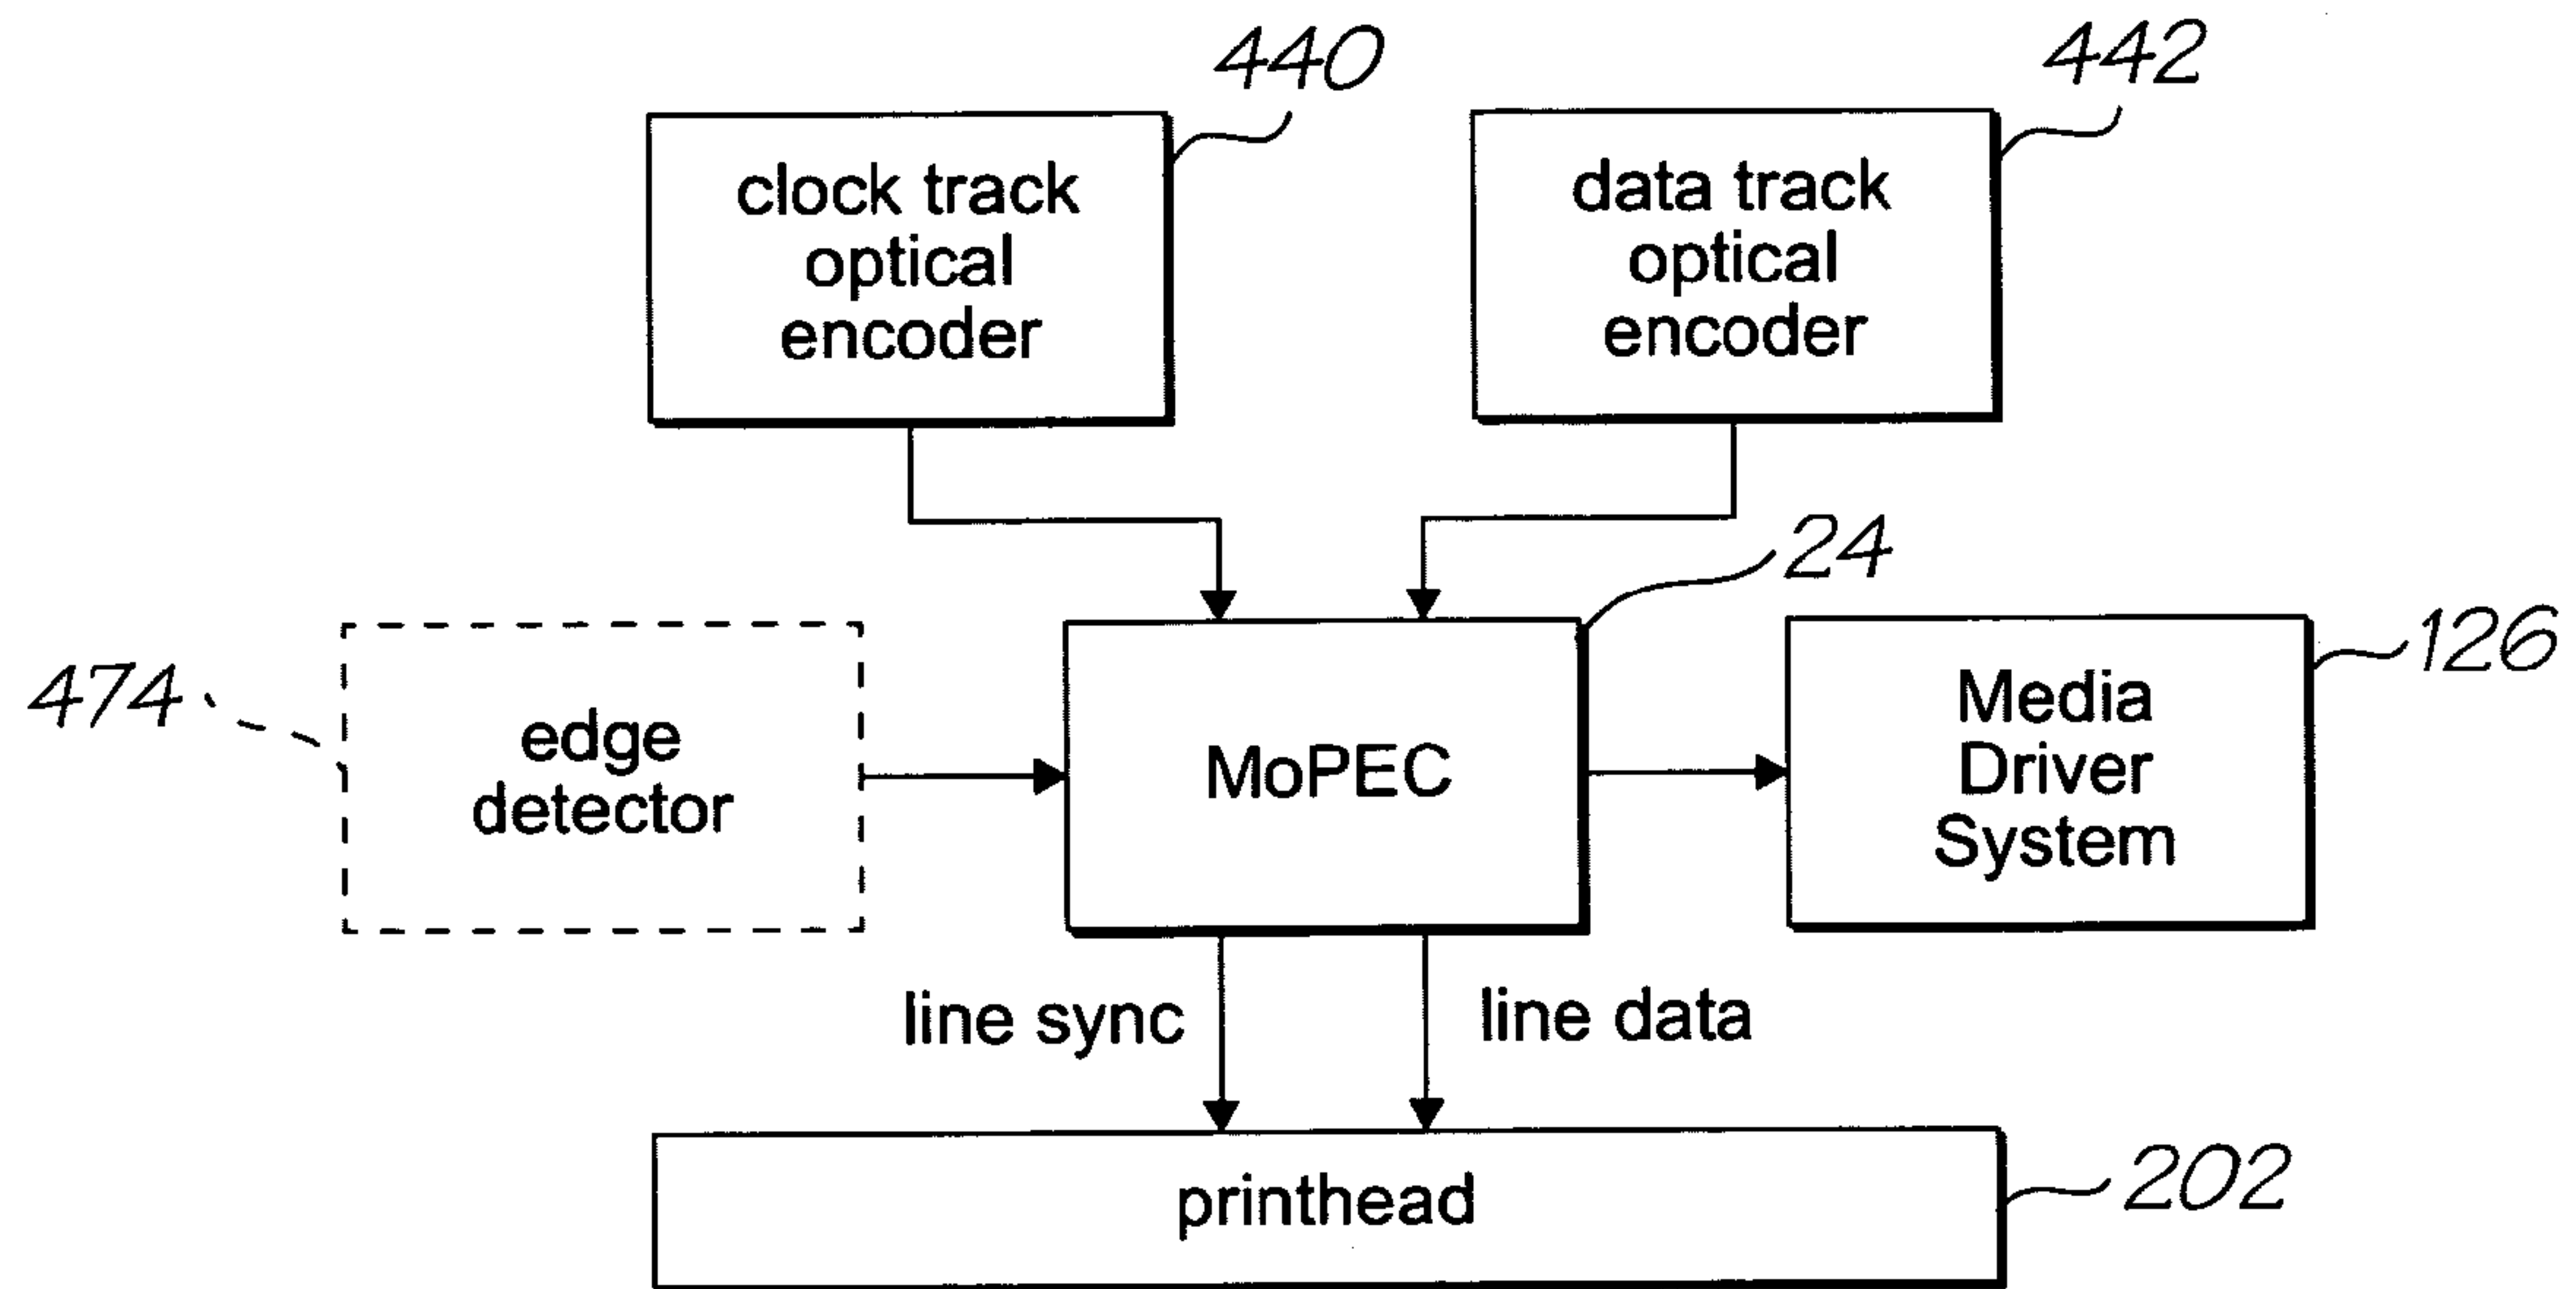 440
442
clock track
optical
encoder
data track
optical
encoder
24
126
474
edge
detector
MoPEC
Media
Driver
System
line sync
line data
printhead
202